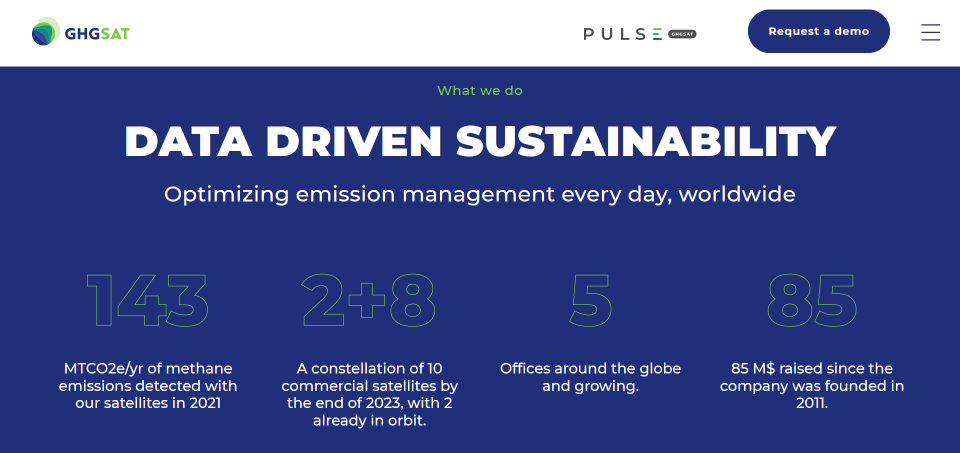 GHGSAT
PULSE GHGSAT
Request a demo
What we do
DATA DRIVEN SUSTAINABILITY
Optimizing emission management every day, worldwide
143
MTCO2e/yr of methane
emissions detected with
our satellites in 2021
2+8
A constellation of 10
commercial satellites by
the end of 2023, with 2
already in orbit.
5
Offices around the globe
and growing.
85
85 M$ raised since the
company was founded in
2011.